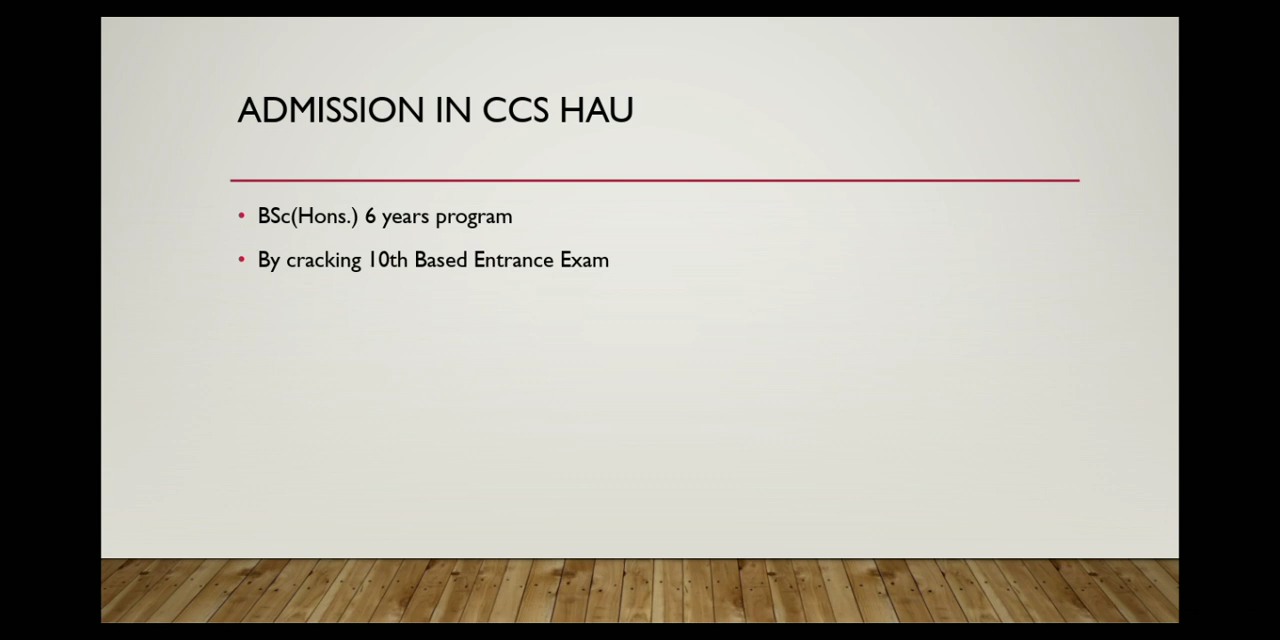 ADMISSION IN CCS HAU
• BSc(Hons.) 6 years program
• By cracking 10th Based Entrance Exam